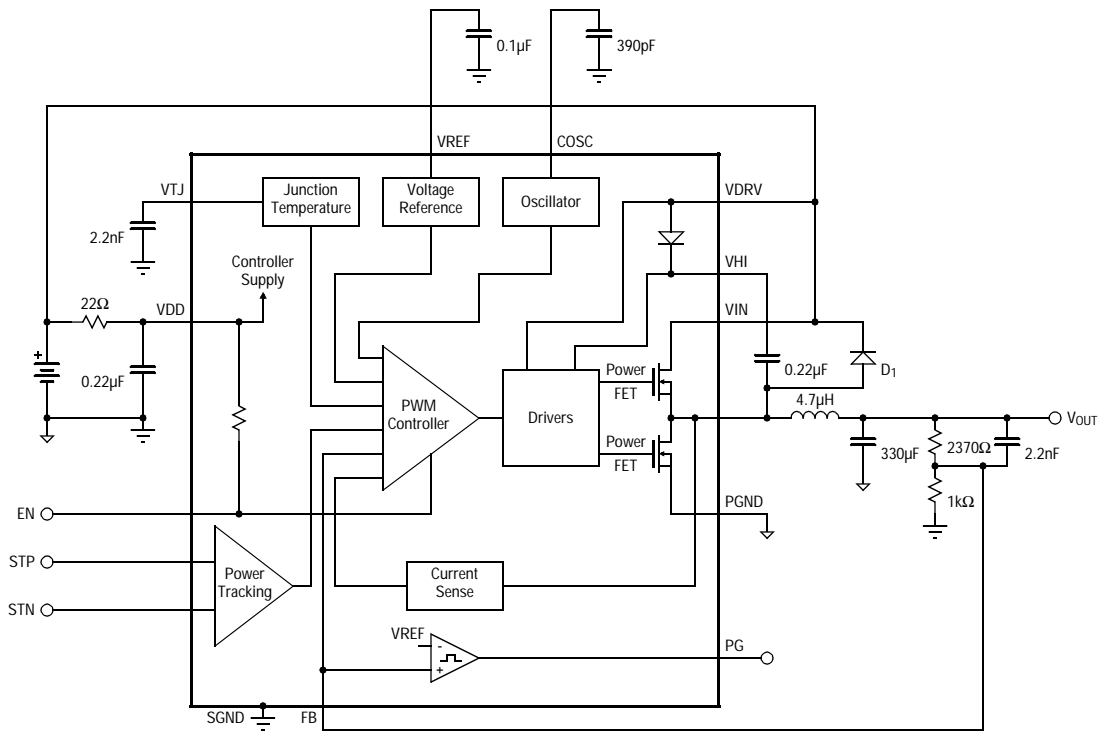 0.1µF
390pF
VREF
COSC
VTJ
Junction
Temperature
Voltage
Reference
Oscillator
VDRV
2.2nF
Controller
Supply
VHI
22Ω
VDD
VIN
0.22µF
PWM
Controller
Drivers
Power
FET
Power
FET
0.22µF
D1
4.7µH
VOUT
330µF
2370Ω
2.2nF
1kΩ
EN
PGND
STP
STN
Power
Tracking
Current
Sense
VREF
-
+
PG
SGND
FB
+